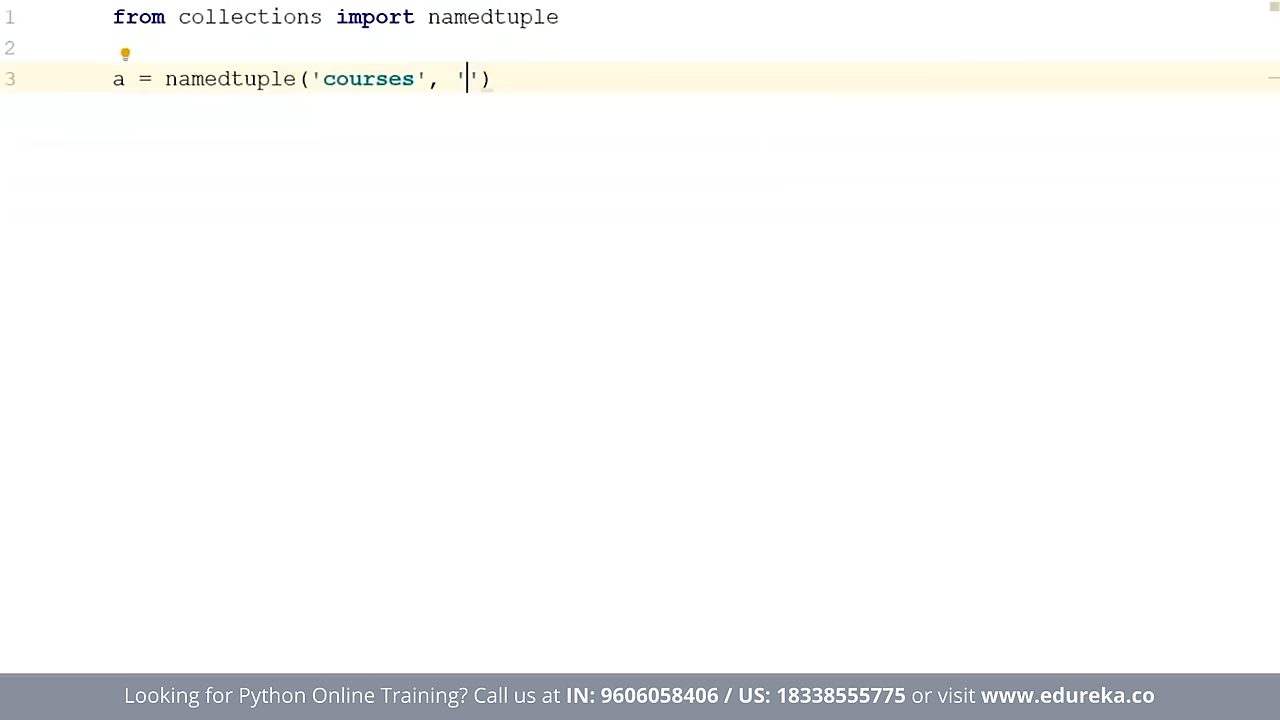 1 from collections import namedtuple
2
3 a = namedtuple('courses', '')
Looking for Python Online Training? Call us at IN: 9606058406 / US: 18338555775 or visit www.edureka.co